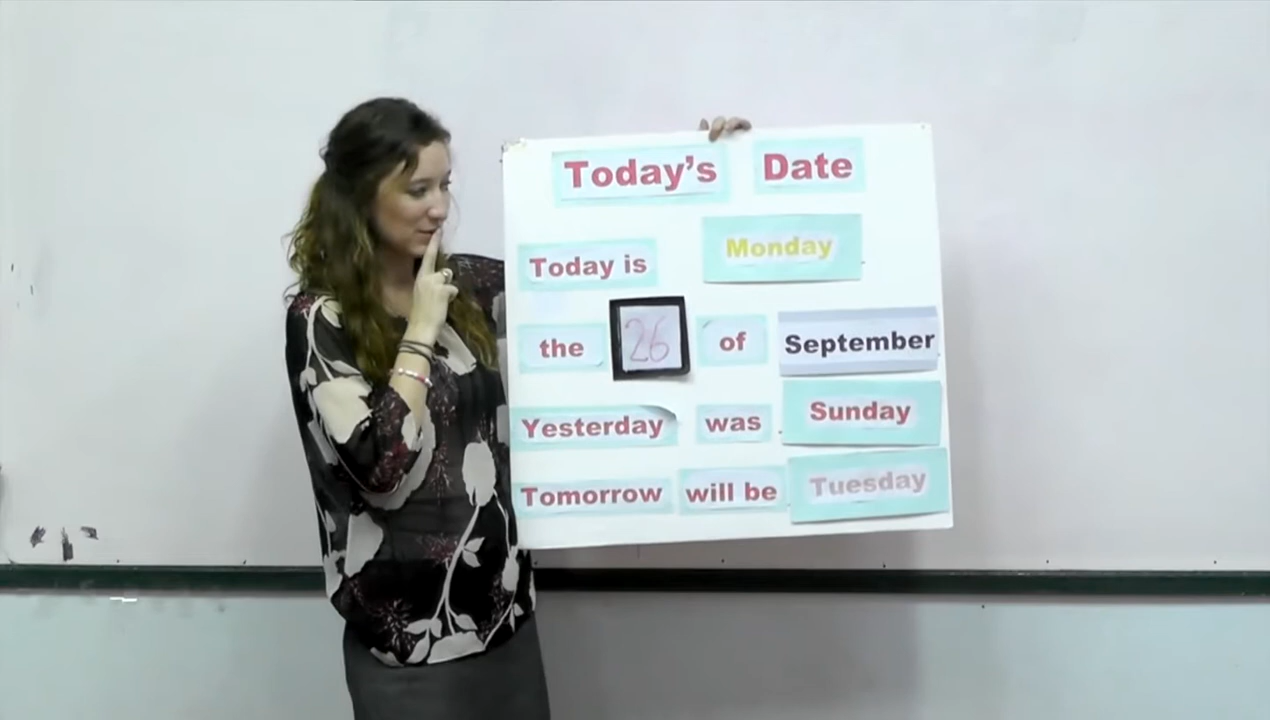 Today's Date
Today is Monday
the 26 of September
Yesterday was Sunday
Tomorrow will be Tuesday